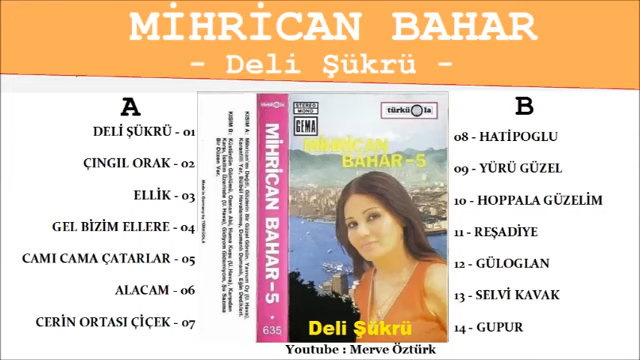 MİHRİCAN BAHAR
- Deli Şükrü -
A
DELİ ŞÜKRÜ - 01
ÇINGIL ORAK - 02
ELLİK - 03
GEL BİZİM ELLERE - 04
CAMI CAMA ÇATARLAR - 05
ALACAM - 06
CERİN ORTASI ÇİÇEK - 07
MİHRİCAN BAHAR-5
635
STEREO
MONO
GEMA
türküola
MİHRİCAN
BAHAR-5
Deli Şükrü
B
08 - HATİPOGLU
09 - YÜRÜ GÜZEL
10 - HOPPALA GÜZELİM
11 - REŞADİYE
12 - GÜLOGLAN
13 - SELVİ KAVAK
14 - GUPUR
Youtube : Merve Öztürk